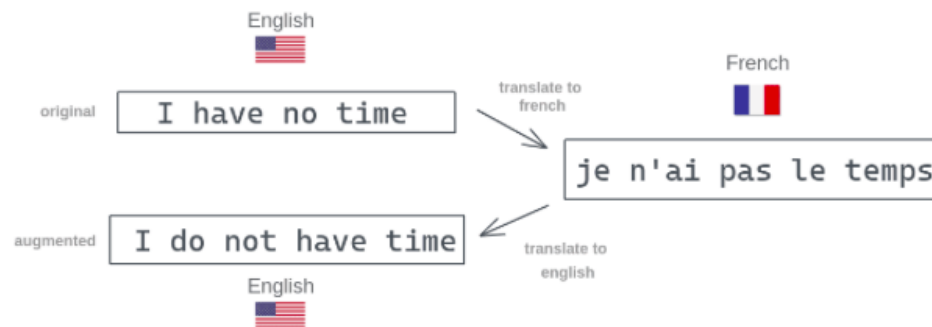 English
original
I have no time
translate to
french
French
je n'ai pas le temps
augmented
I do not have time
translate to
english
English